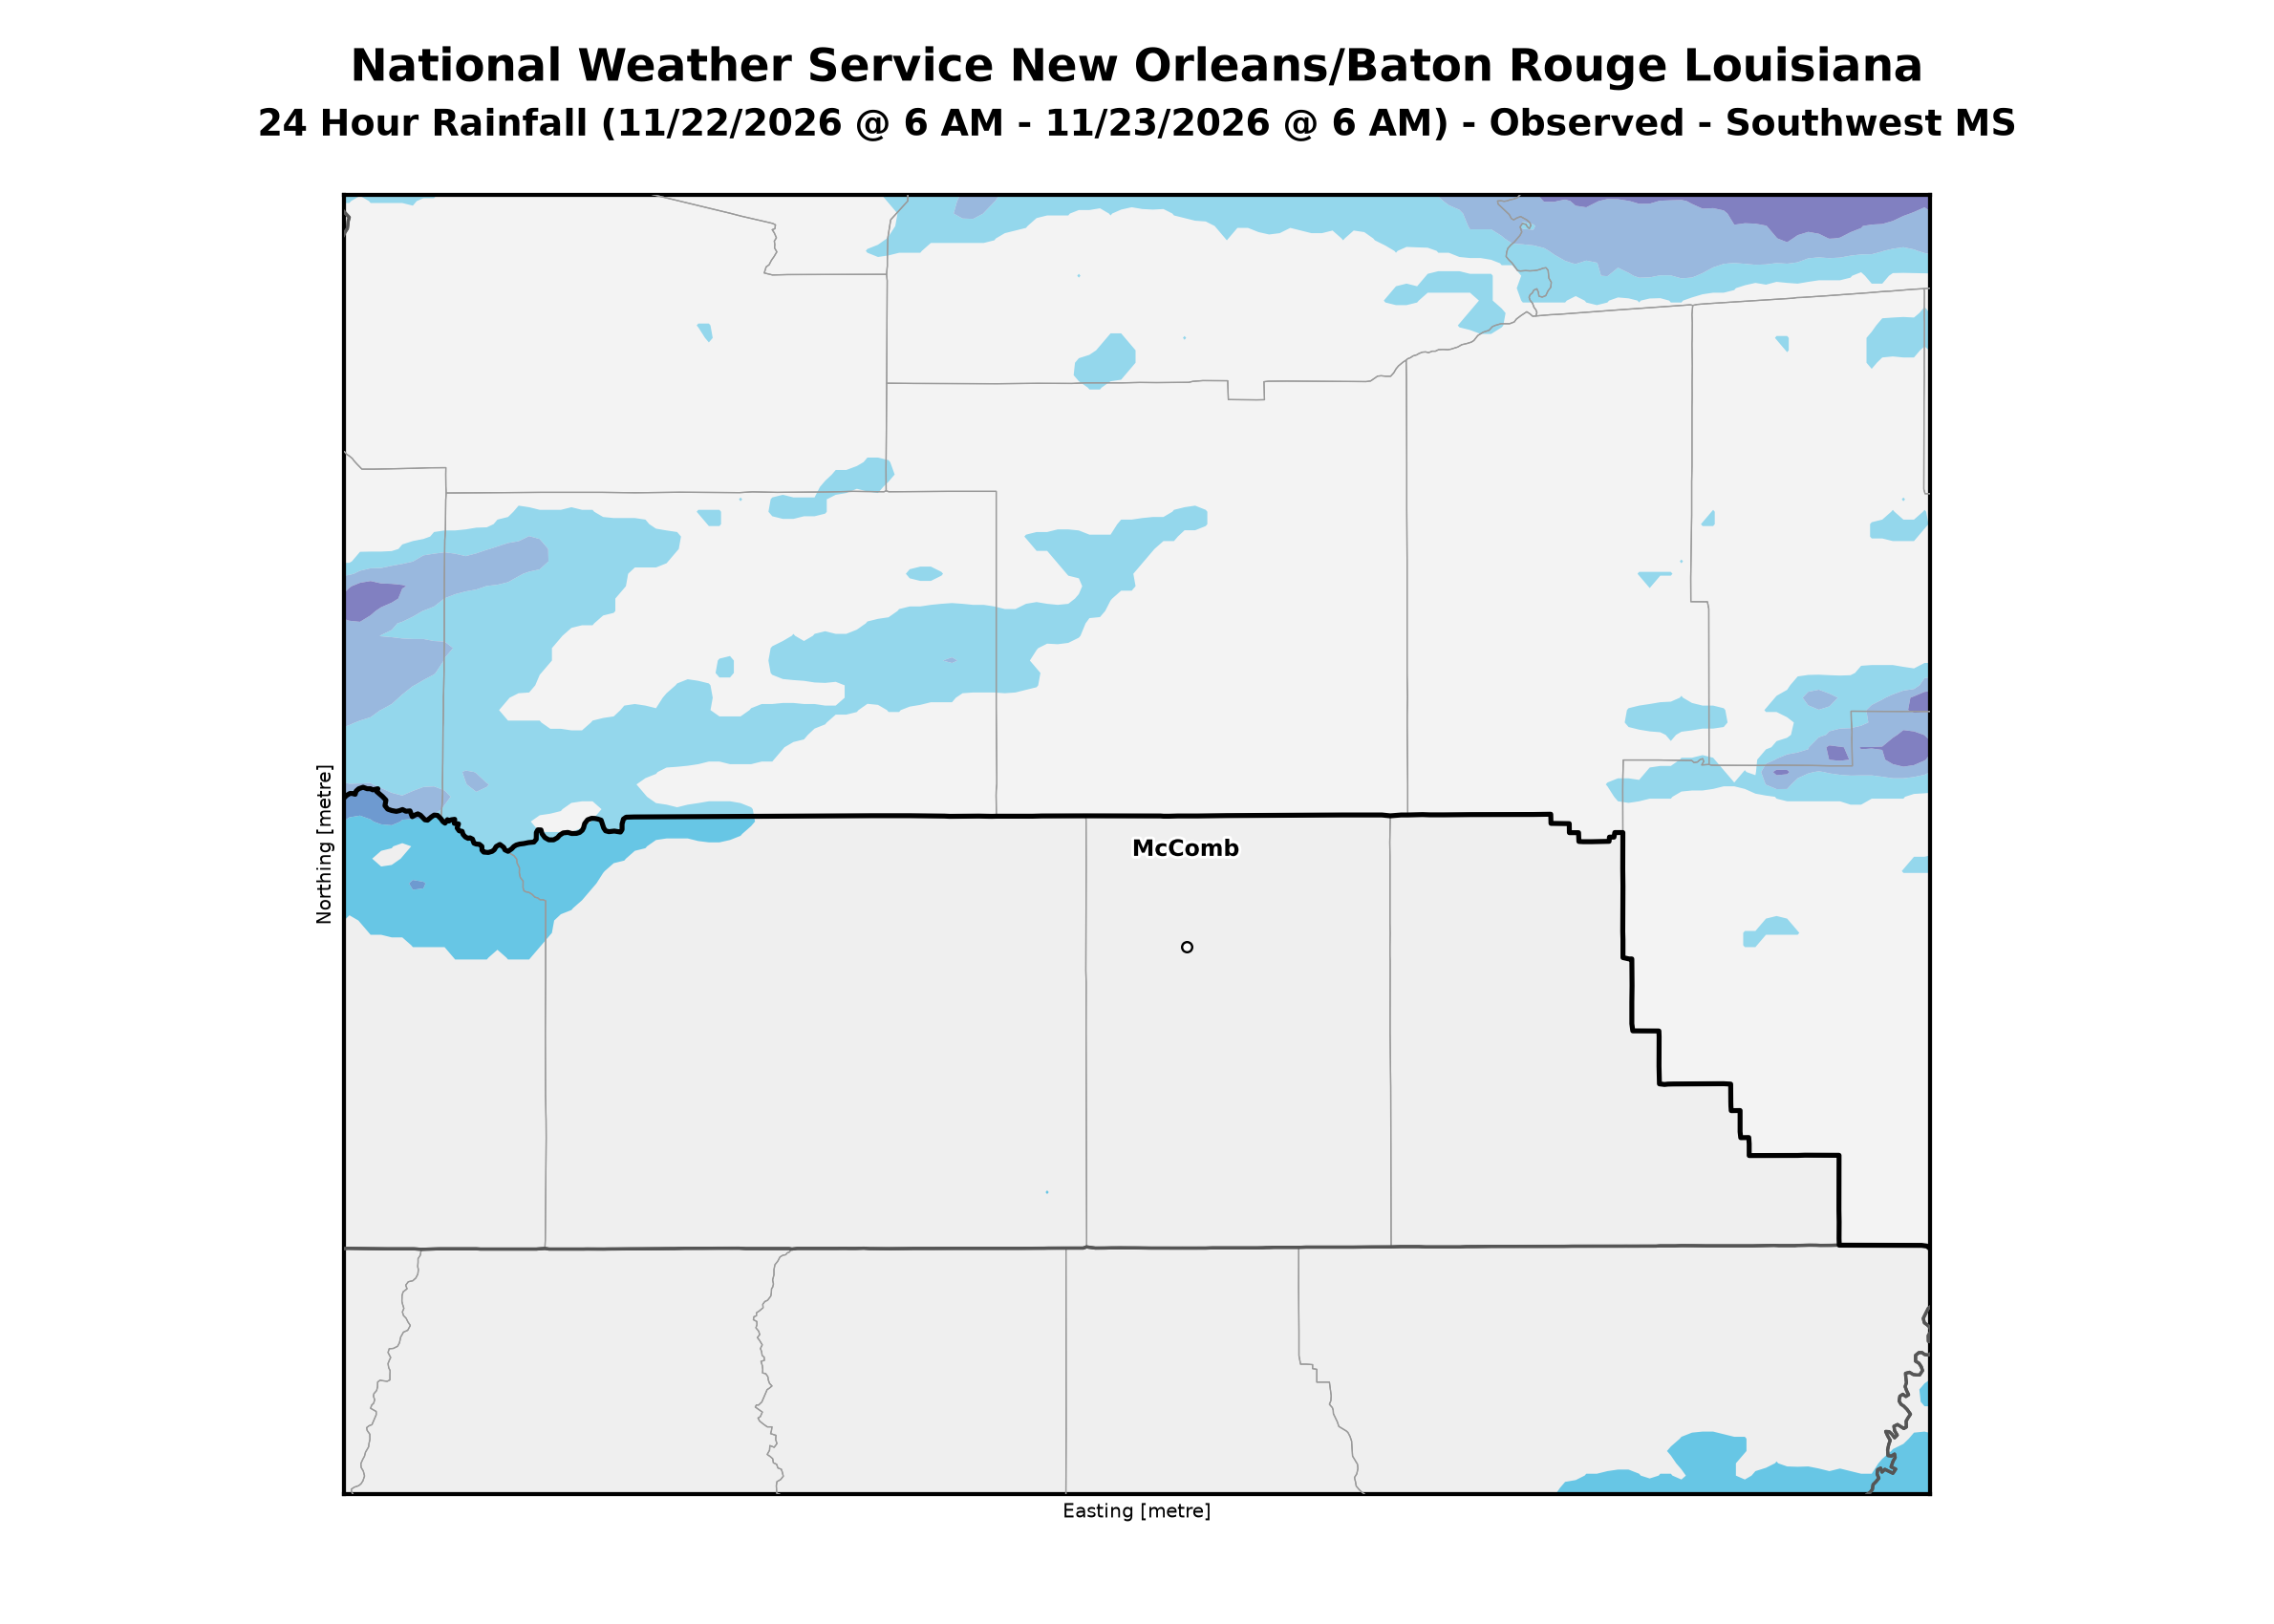 National Weather Service New Orleans/Baton Rouge Louisiana
24 Hour Rainfall (11/22/2026 @ 6 AM - 11/23/2026 @ 6 AM) - Observed - Southwest MS
McComb
Northing [metre]
Easting [metre]